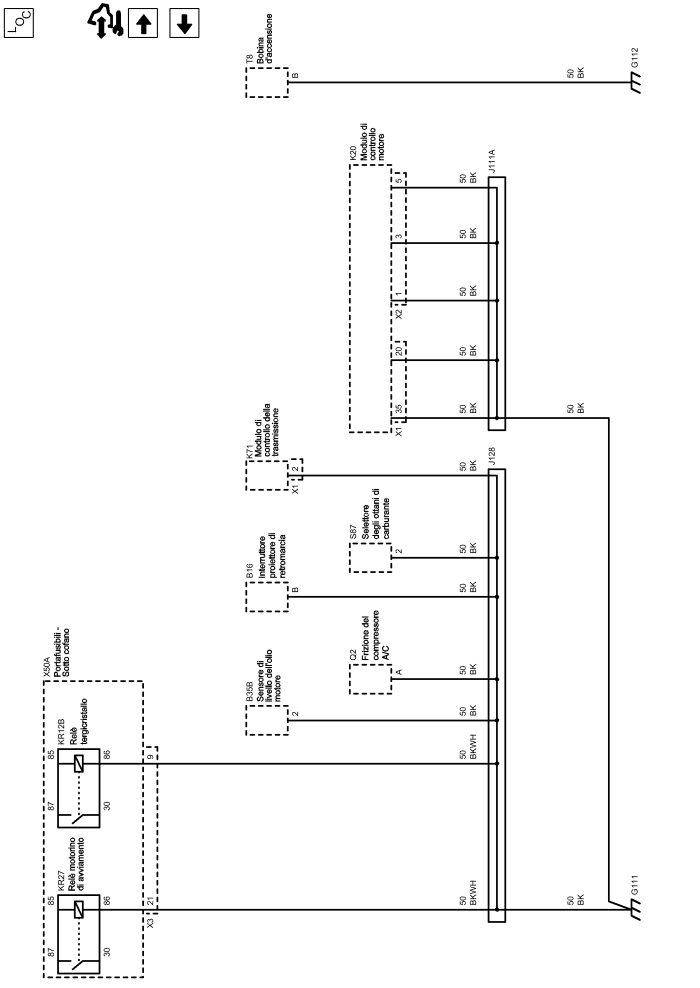 LOC
T8
Bobina
d'accensione
B
50
BK
G112
K20
Modulo di
controllo
motore
5
50
BK
J111A
3
50
BK
1
X2
50
BK
20
50
BK
35
X1
50
BK
50
BK
K71
Modulo di
controllo della
trasmissione
2
X1
50
BK
J128
S87
Selettore
degli ottani di
carburante
2
50
BK
B16
Interruttore
proiettore di
retromarcia
B
50
BK
Q2
Frizione del
compressore
A/C
A
50
BK
B35B
Sensore di
livello dell'olio
motore
2
50
BK
X50A
Portafusibili -
Sotto cofano
KR12B
Relè
tergicristallo
85
86
87
30
9
50
BKWH
KR27
Relè motorino
di avviamento
85
86
87
30
21
X3
50
BKWH
50
BK
G111